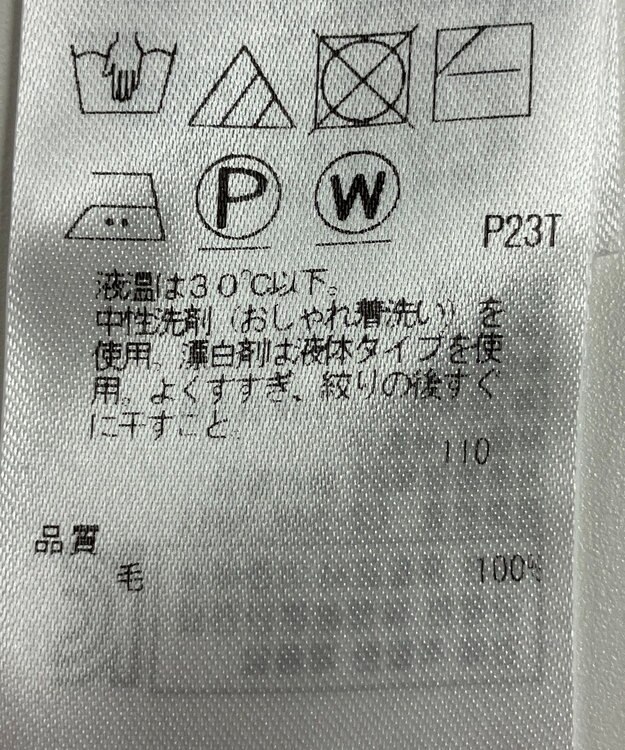 P
W
P23T
液温は30℃以下。
中性洗剤(おしゃれ着洗い)を
使用。漂白剤は液体タイプを使
用。よくすすぎ、絞りの後すぐ
に干すこと。
110
品質
毛 100%